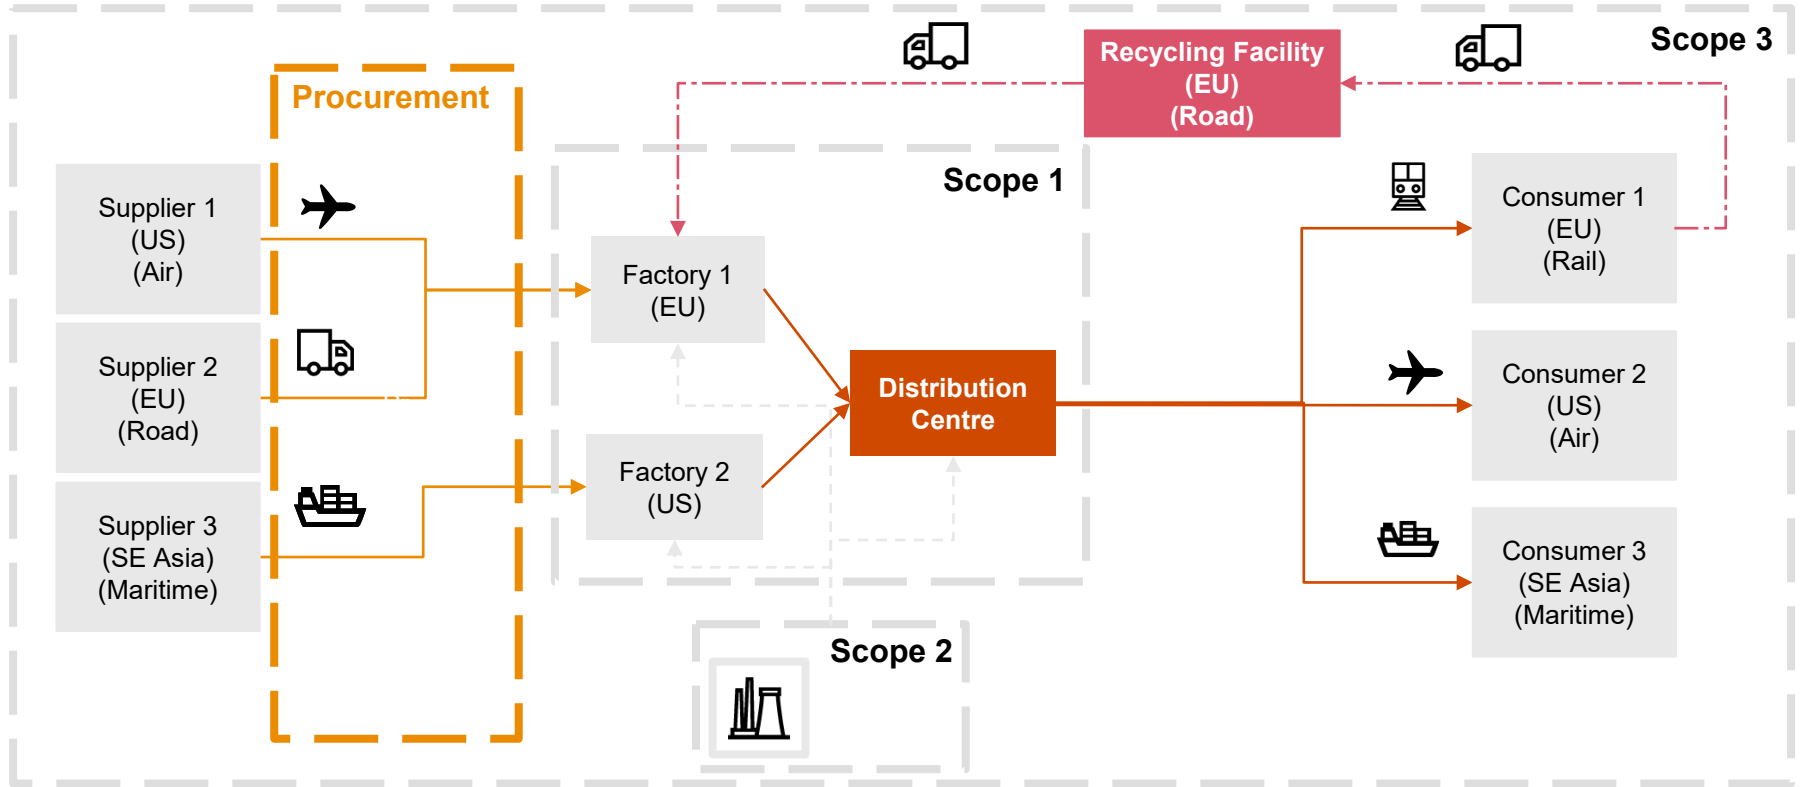 Scope 3
Recycling Facility
(EU)
(Road)
Procurement
Supplier 1
(US)
(Air)
Supplier 2
(EU)
(Road)
Supplier 3
(SE Asia)
(Maritime)
Scope 1
Factory 1
(EU)
Factory 2
(US)
Distribution
Centre
Scope 2
Consumer 1
(EU)
(Rail)
Consumer 2
(US)
(Air)
Consumer 3
(SE Asia)
(Maritime)